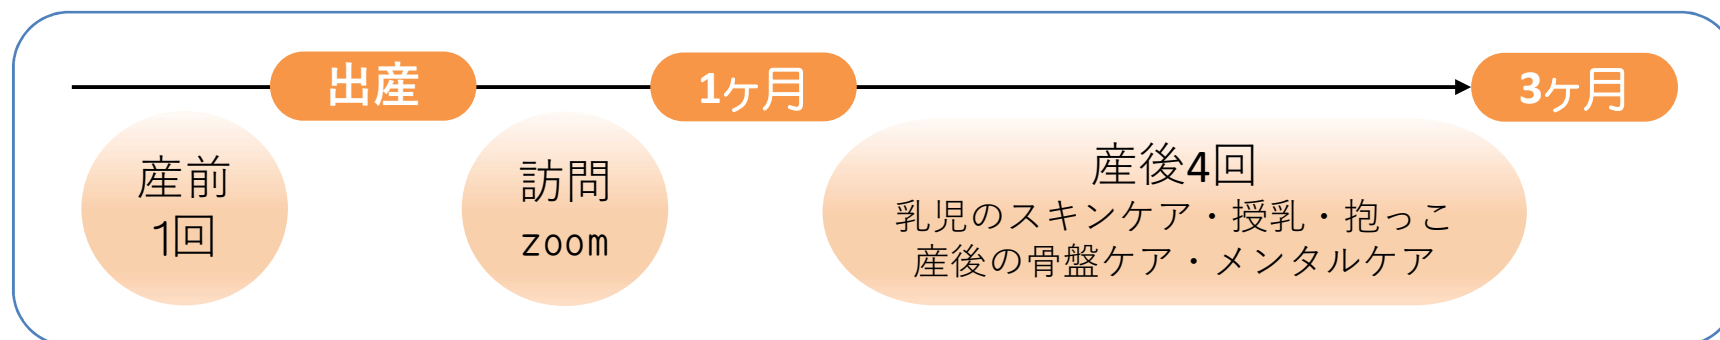 出産
1ヶ月
3ヶ月
産前
1回
訪問
zoom
産後4回
乳児のスキンケア・授乳・抱っこ
産後の骨盤ケア・メンタルケア